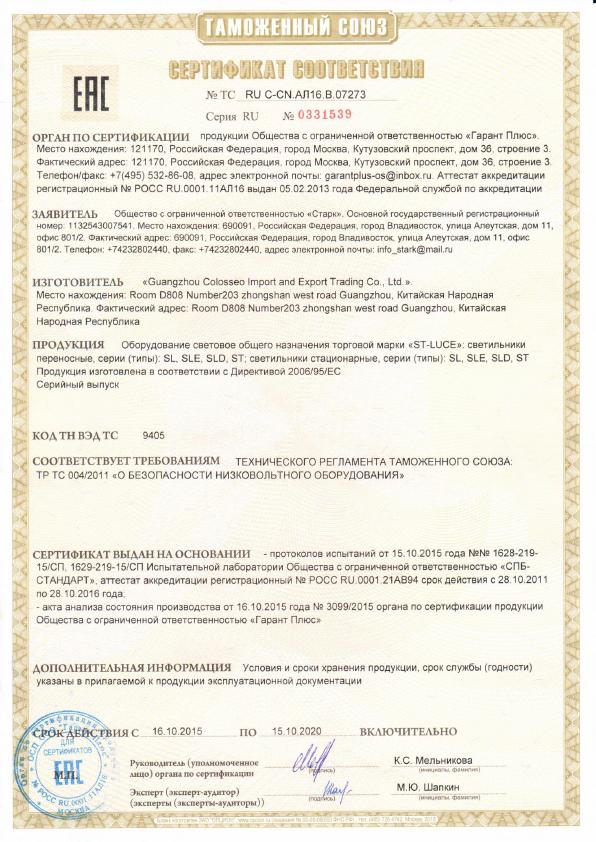 ТАМОЖЕННЫЙ СОЮЗ
ЕАС
СЕРТИФИКАТ СООТВЕТСТВИЯ
№ ТС RU C-CN.АЛ16.В.07273
Серия RU № 0331539
ОРГАН ПО СЕРТИФИКАЦИИ продукции Общества с ограниченной ответственностью «Гарант Плюс».
Место нахождения: 121170, Российская Федерация, город Москва, Кутузовский проспект, дом 36, строение 3.
Фактический адрес: 121170, Российская Федерация, город Москва, Кутузовский проспект, дом 36, строение 3.
Телефон/факс: +7(495) 532-86-08, адрес электронной почты: garantplus-os@inbox.ru. Аттестат аккредитации
регистрационный № РОСС RU.0001.11АЛ16 выдан 05.02.2013 года Федеральной службой по аккредитации
ЗАЯВИТЕЛЬ Общество с ограниченной ответственностью «Старк». Основной государственный регистрационный
номер: 1132543007541. Место нахождения: 690091, Российская Федерация, город Владивосток, улица Алеутская, дом 11,
офис 801/2. Фактический адрес: 690091, Российская Федерация, город Владивосток, улица Алеутская, дом 11, офис
801/2. Телефон: +74232802440, факс: +74232802440, адрес электронной почты: info_stark@mail.ru
ИЗГОТОВИТЕЛЬ «Guangzhou Colosseo Import and Export Trading Co., Ltd.».
Место нахождения: Room D808 Number203 zhongshan west road Guangzhou, Китайская Народная
Республика. Фактический адрес: Room D808 Number203 zhongshan west road Guangzhou, Китайская
Народная Республика
ПРОДУКЦИЯ Оборудование световое общего назначения торговой марки «ST-LUCE»: светильники
переносные, серии (типы): SL, SLE, SLD, ST; светильники стационарные, серии (типы): SL, SLE, SLD, ST
Продукция изготовлена в соответствии с Директивой 2006/95/ЕС
Серийный выпуск
КОД ТН ВЭД ТС 9405
СООТВЕТСТВУЕТ ТРЕБОВАНИЯМ ТЕХНИЧЕСКОГО РЕГЛАМЕНТА ТАМОЖЕННОГО СОЮЗА:
ТР ТС 004/2011 «О БЕЗОПАСНОСТИ НИЗКОВОЛЬТНОГО ОБОРУДОВАНИЯ»
СЕРТИФИКАТ ВЫДАН НА ОСНОВАНИИ - протоколов испытаний от 15.10.2015 года №№ 1628-219-
15/СП, 1629-219-15/СП Испытательной лаборатории Общества с ограниченной ответственностью «СПБ-
СТАНДАРТ», аттестат аккредитации регистрационный № РОСС RU.0001.21АВ94 срок действия с 28.10.2011
по 28.10.2016 года;
- акта анализа состояния производства от 16.10.2015 года № 3099/2015 органа по сертификации продукции
Общества с ограниченной ответственностью «Гарант Плюс»
ДОПОЛНИТЕЛЬНАЯ ИНФОРМАЦИЯ Условия и сроки хранения продукции, срок службы (годности)
указаны в прилагаемой к продукции эксплуатационной документации
СРОК ДЕЙСТВИЯ С 16.10.2015 ПО 15.10.2020 ВКЛЮЧИТЕЛЬНО
ДЛЯ
СЕРТИФИКАТОВ
ЕАС
М.П.
№ РОСС RU.0001.11АЛ16
МОСКВА
Руководитель (уполномоченное
лицо) органа по сертификации
(подпись)
К.С. Мельникова
(инициалы, фамилия)
Эксперт (эксперт-аудитор)
(эксперты (эксперты-аудиторы))
(подпись)
М.Ю. Шапкин
(инициалы, фамилия)